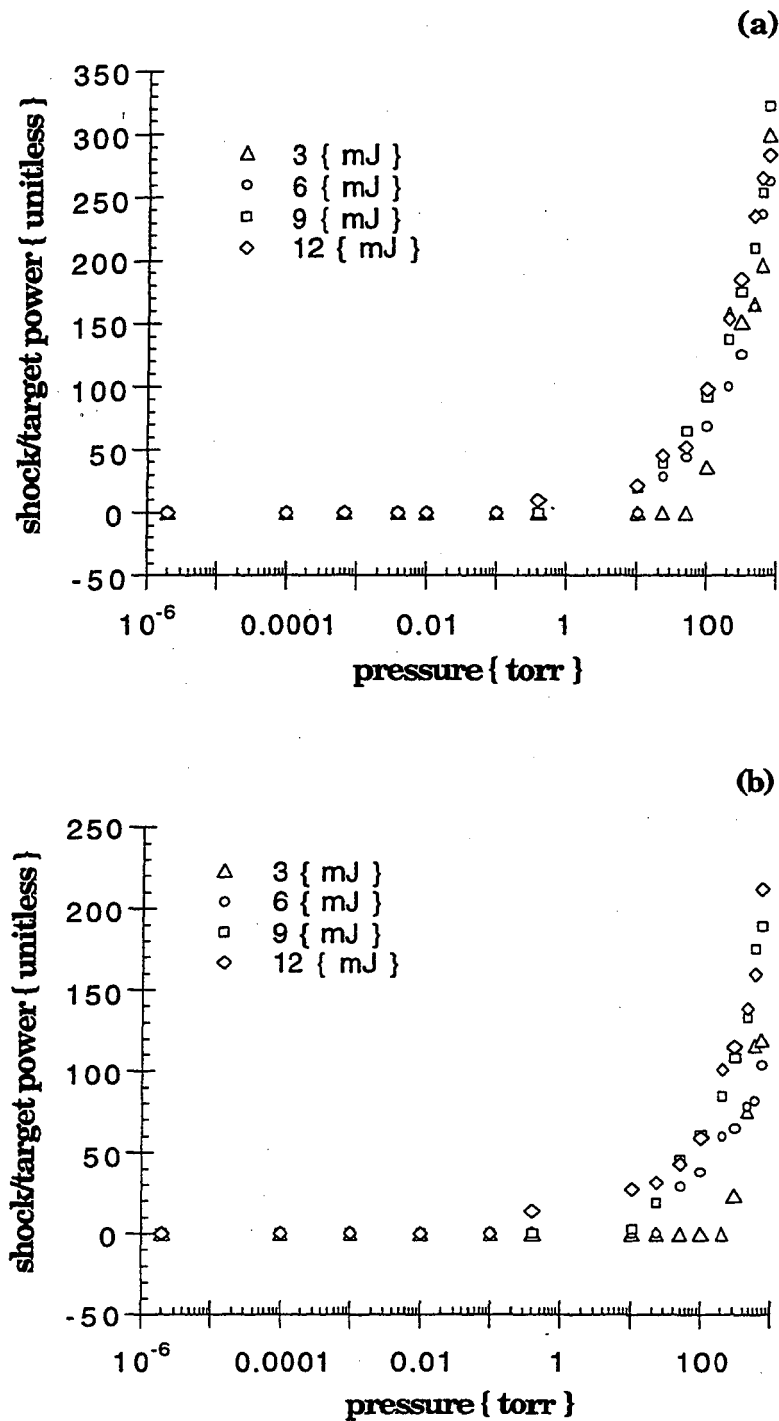 (a)
shock/target power { unitless }
350
300
250
200
150
100
50
0
-50
3 { mJ }
6 { mJ }
9 { mJ }
12 { mJ }
10-6 0.0001 0.01 1 100
pressure { torr }
(b)
shock/target power { unitless }
250
200
150
100
50
0
-50
3 { mJ }
6 { mJ }
9 { mJ }
12 { mJ }
10-6 0.0001 0.01 1 100
pressure { torr }